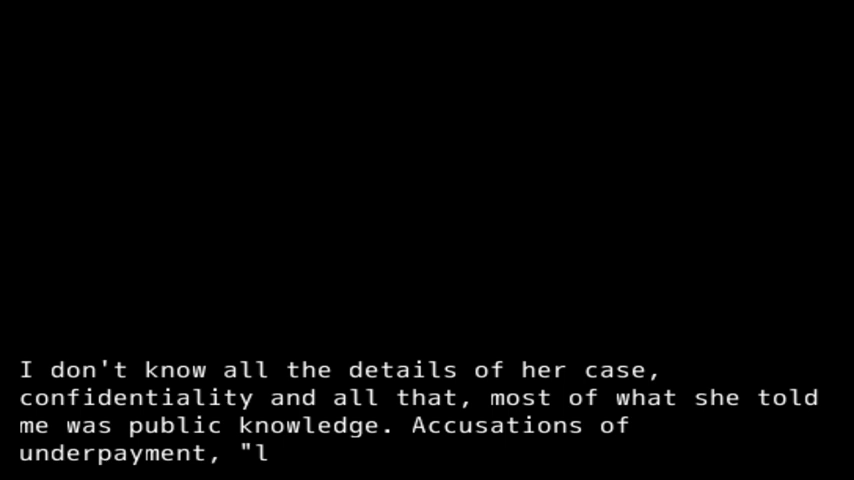 I don't know all the details of her case,
confidentiality and all that, most of what she told
me was public knowledge. Accusations of
underpayment, "l